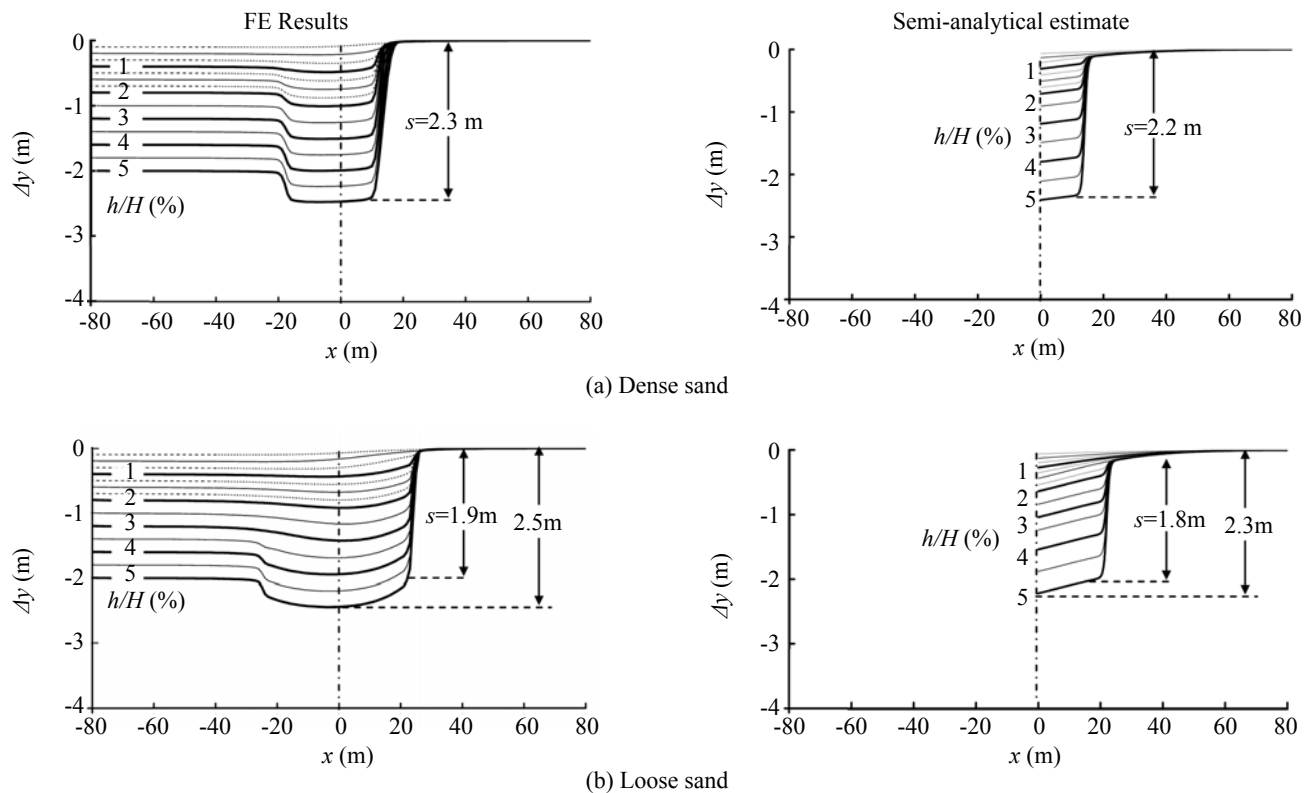 FE Results
Semi-analytical estimate
0
-1
-2
-3
-4
Δy (m)
1
2
3
4
5
h/H (%)
s=2.3 m
-80 -60 -40 -20 0 20 40 60 80
x (m)
0
-1
-2
-3
-4
Δy (m)
1
2
3
4
5
h/H (%)
s=2.2 m
-80 -60 -40 -20 0 20 40 60 80
x (m)
(a) Dense sand
0
-1
-2
-3
-4
Δy (m)
1
2
3
4
5
h/H (%)
s=1.9m
2.5m
-80 -60 -40 -20 0 20 40 60 80
x (m)
0
-1
-2
-3
-4
Δy (m)
1
2
3
4
5
h/H (%)
s=1.8m
2.3m
-80 -60 -40 -20 0 20 40 60 80
x (m)
(b) Loose sand